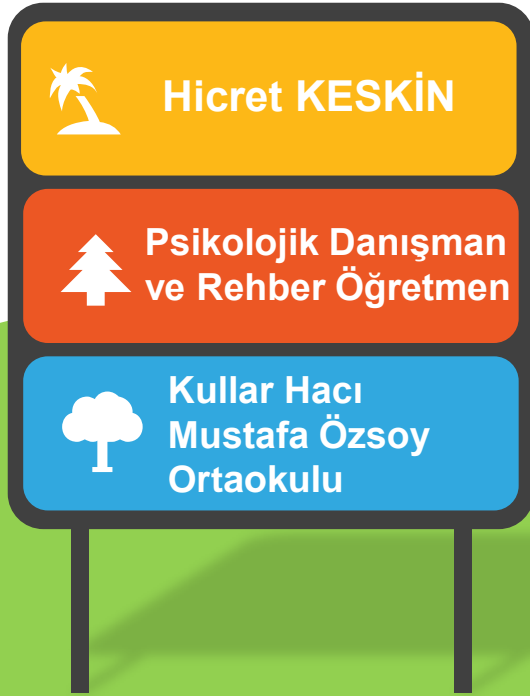 Hicret KESKİN
Psikolojik Danışman
ve Rehber Öğretmen
Kullar Hacı
Mustafa Özsoy
Ortaokulu